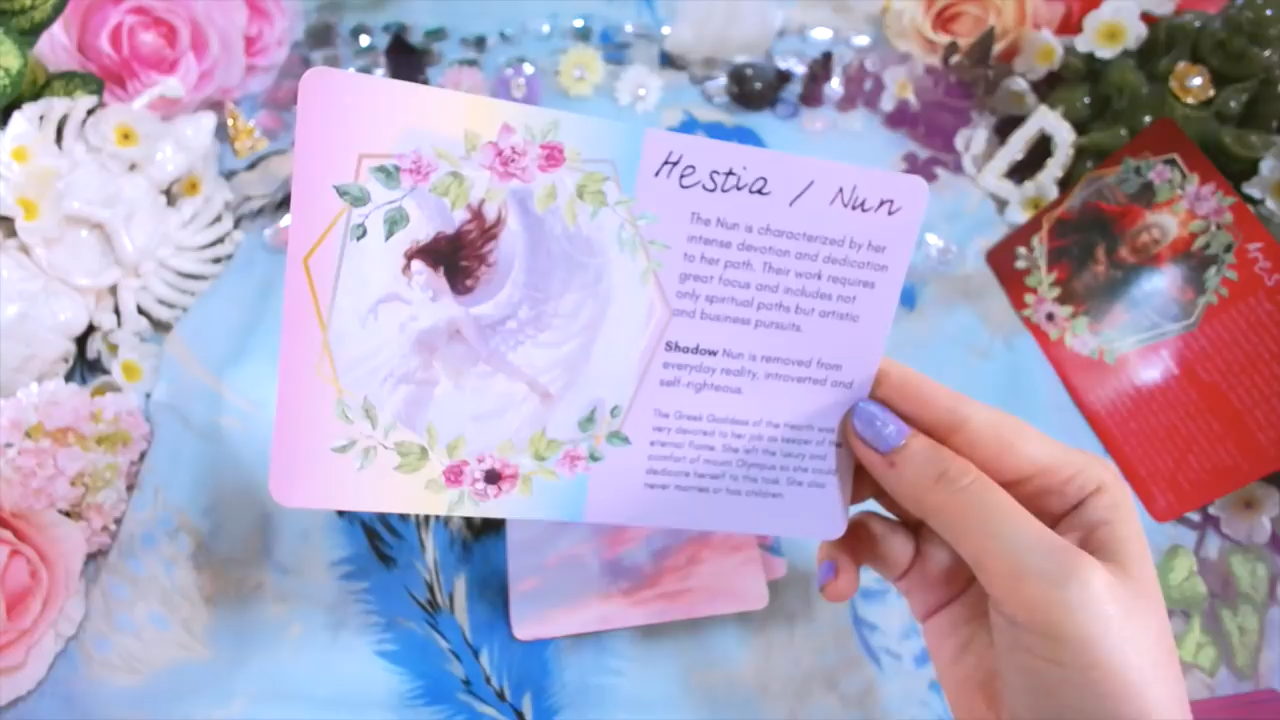 Hestia / Nun
The Nun is characterized by her
intense devotion and dedication
to her path. Their work requires
great focus and includes not
only spiritual paths but artistic
and business pursuits.
Shadow Nun is removed from
everyday reality, introverted and
self-righteous.
The Greek Goddess of the Hearth was
very devoted to her job as keeper of the
eternal flame. She left the luxury and
comfort of mount Olympus so she could
dedicate herself to this task. She also
never marries or has children.
Ares